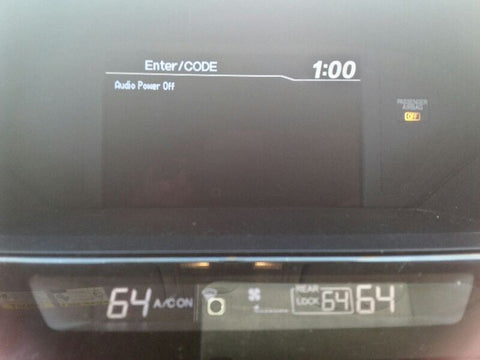 Enter/CODE 1:00
Audio Power Off
PASSENGER
AIRBAG
OFF
64 A/C ON
REAR
LOCK 64 64